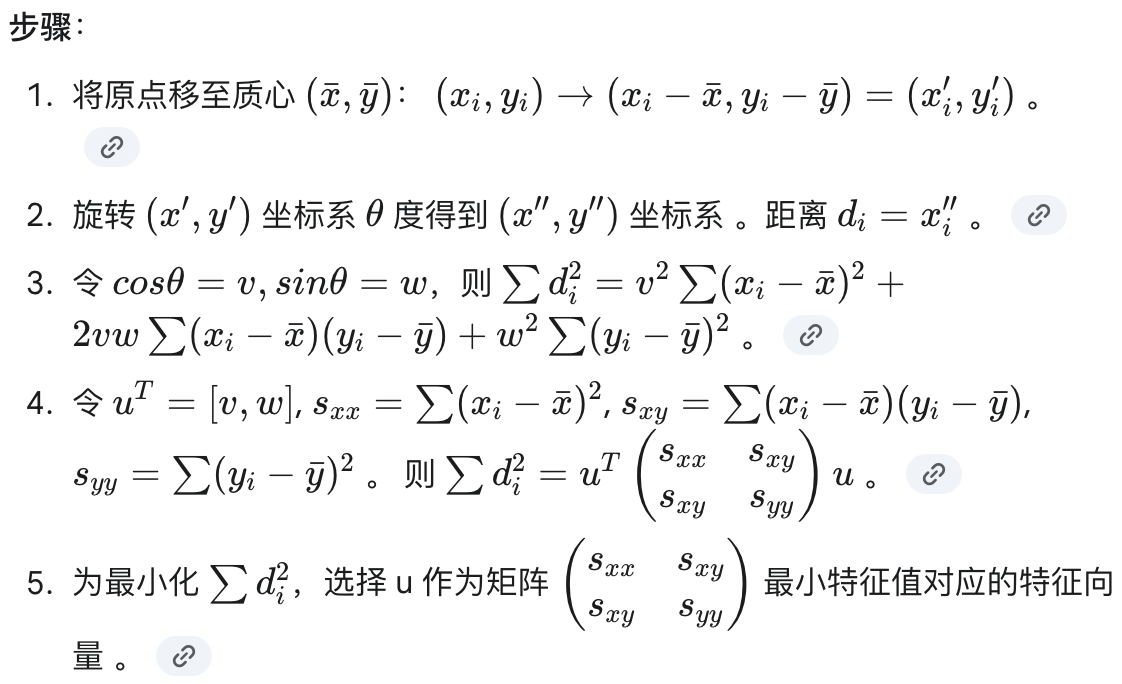 步骤：
1. 将原点移至质心 $(\bar{x}, \bar{y})$： $(x_i, y_i) \rightarrow (x_i - \bar{x}, y_i - \bar{y}) = (x_i', y_i')$ 。
2. 旋转 $(x', y')$ 坐标系 $\theta$ 度得到 $(x'', y'')$ 坐标系 。距离 $d_i = x_i''$ 。
3. 令 $cos\theta = v, sin\theta = w$，则 $\sum d_i^2 = v^2 \sum (x_i - \bar{x})^2 +$
$2vw \sum (x_i - \bar{x})(y_i - \bar{y}) + w^2 \sum (y_i - \bar{y})^2$ 。
4. 令 $u^T = [v, w]$, $s_{xx} = \sum (x_i - \bar{x})^2$, $s_{xy} = \sum (x_i - \bar{x})(y_i - \bar{y})$,
$s_{yy} = \sum (y_i - \bar{y})^2$ 。则 $\sum d_i^2 = u^T \begin{pmatrix} s_{xx} & s_{xy} \\ s_{xy} & s_{yy} \end{pmatrix} u$ 。
5. 为最小化 $\sum d_i^2$，选择 u 作为矩阵 $\begin{pmatrix} s_{xx} & s_{xy} \\ s_{xy} & s_{yy} \end{pmatrix}$ 最小特征值对应的特征向
量 。